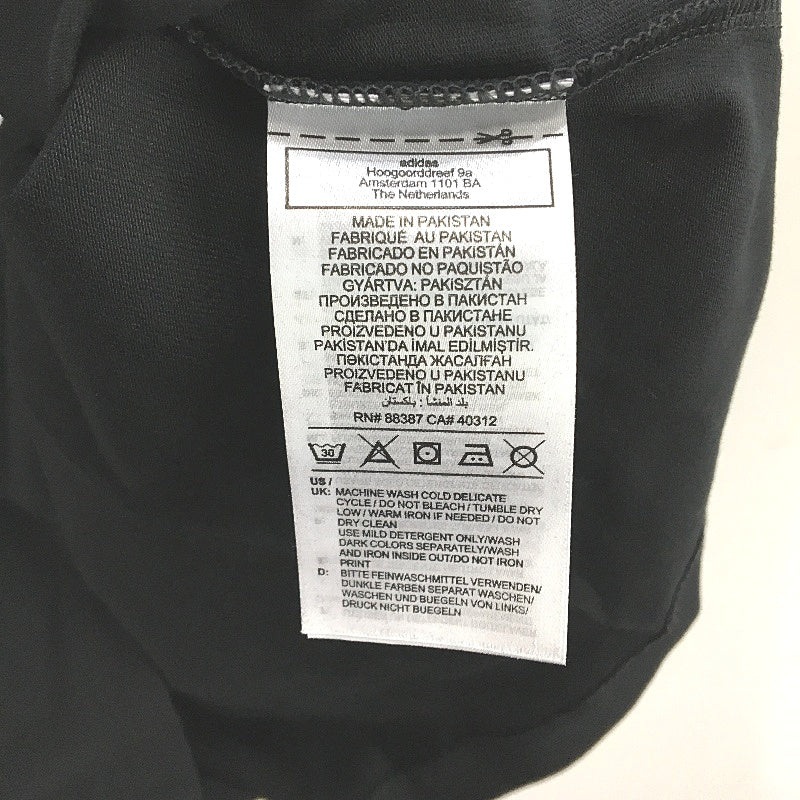 adidas
Hoogoorddreef 9a
Amsterdam 1101 BA
The Netherlands
MADE IN PAKISTAN
FABRIQUÉ AU PAKISTAN
FABRICADO EN PAKISTÁN
FABRICADO NO PAQUISTÃO
GYÁRTVA: PAKISZTÁN
ПРОИЗВЕДЕНО В ПАКИСТАН
СДЕЛАНО В ПАКИСТАНЕ
PROIZVEDENO U PAKISTANU
PAKİSTAN'DA İMAL EDİLMİŞTİR.
ПӘКІСТАНДА ЖАСАЛҒАН
PROIZVEDENO U PAKISTANU
FABRICAT ÎN PAKISTAN
بلد المنشأ : باكستان
RN# 88387 CA# 40312
30
US /
UK: MACHINE WASH COLD DELICATE
CYCLE / DO NOT BLEACH / TUMBLE DRY
LOW / WARM IRON IF NEEDED / DO NOT
DRY CLEAN
USE MILD DETERGENT ONLY/WASH
DARK COLORS SEPARATELY/WASH
AND IRON INSIDE OUT/DO NOT IRON
PRINT
D: BITTE FEINWASCHMITTEL VERWENDEN/
DUNKLE FARBEN SEPARAT WASCHEN/
WASCHEN UND BUEGELN VON LINKS/
DRUCK NICHT BUEGELN